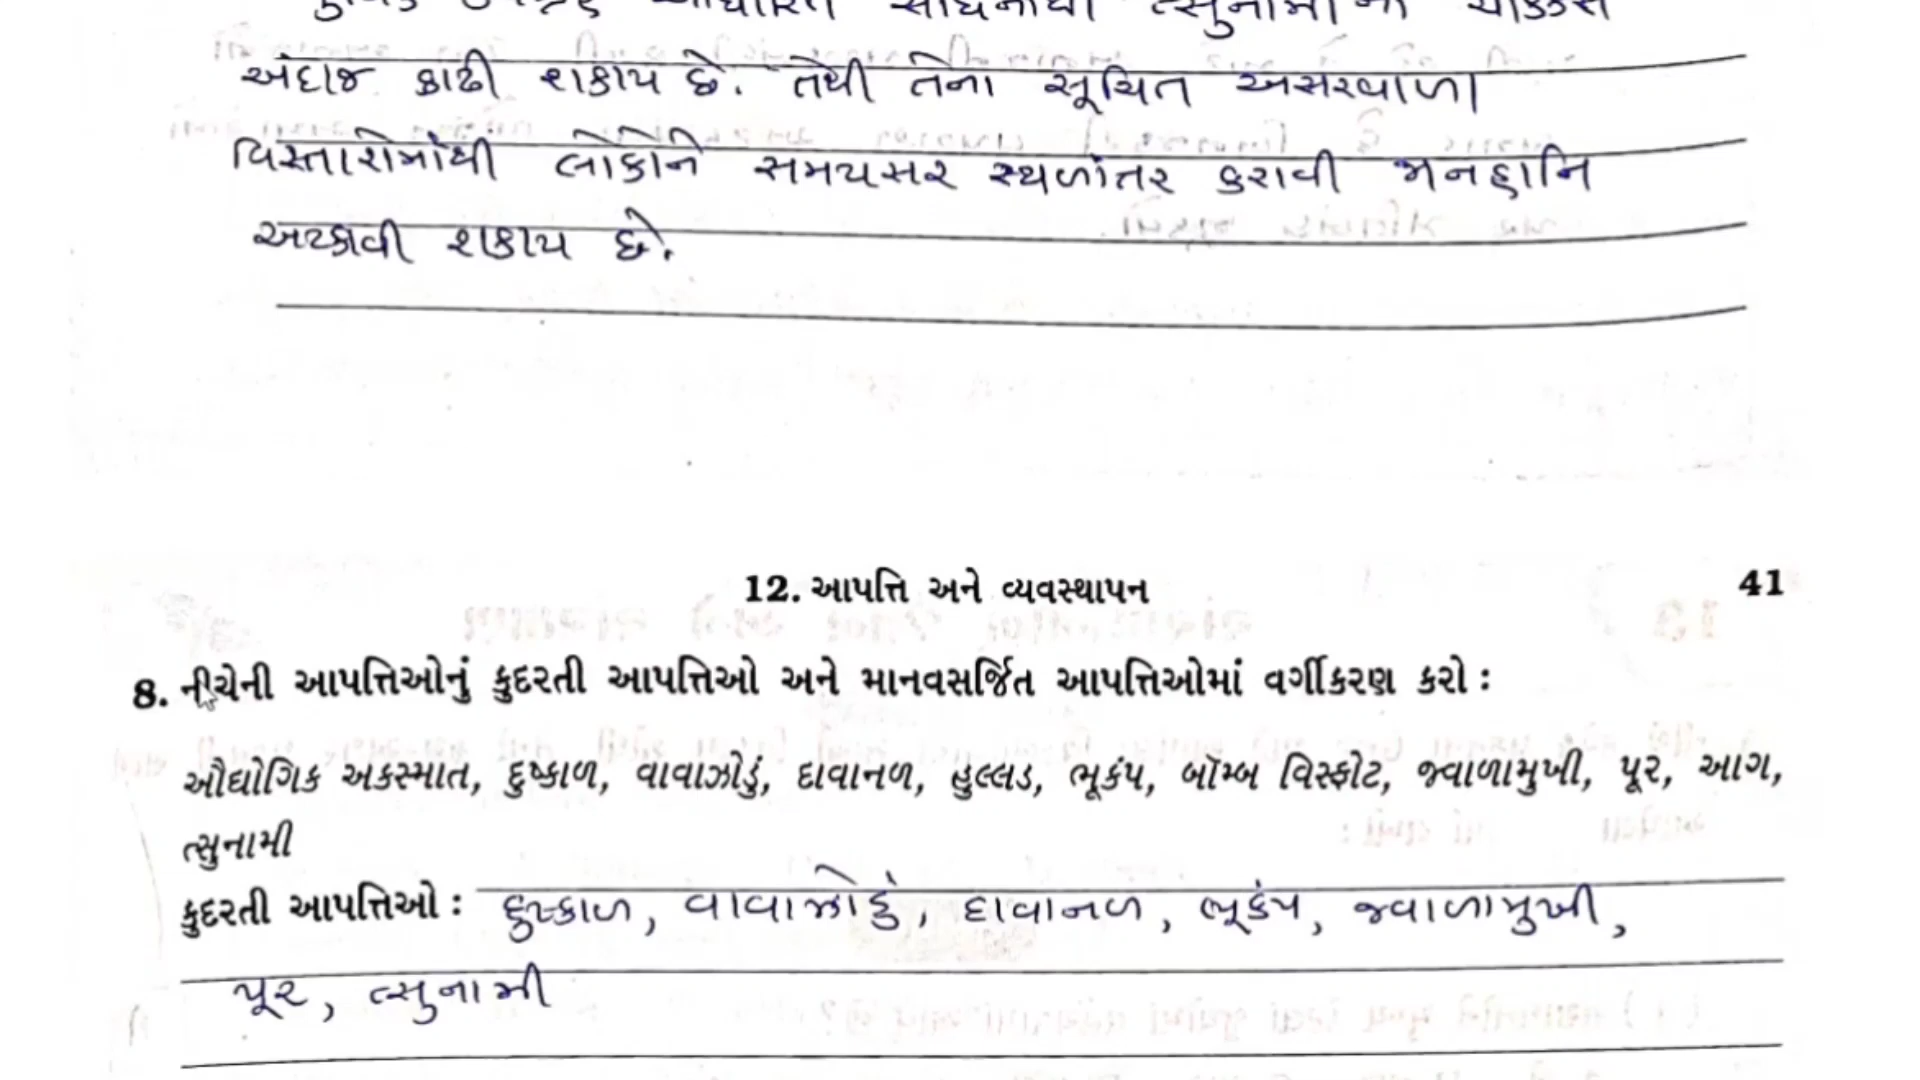 અંદાજ કાઢી શકાય છે. તેથી તેના સૂચિત અસરવાળા
વિસ્તારોમાંથી લોકોને સમયસર સ્થળાંતર કરાવી જનહાનિ
અટકાવી શકાય છે.
12. આપત્તિ અને વ્યવસ્થાપન 41
8. નીચેની આપત્તિઓનું કુદરતી આપત્તિઓ અને માનવસર્જિત આપત્તિઓમાં વર્ગીકરણ કરો :
ઔદ્યોગિક અકસ્માત, દુષ્કાળ, વાવાઝોડું, દાવાનળ, હુલ્લડ, ભૂકંપ, બૉમ્બ વિસ્ફોટ, જ્વાળામુખી, પૂર, આગ,
ત્સુનામી
કુદરતી આપત્તિઓ : દુષ્કાળ, વાવાઝોડું, દાવાનળ, ભૂકંપ, જ્વાળામુખી,
પૂર, ત્સુનામી